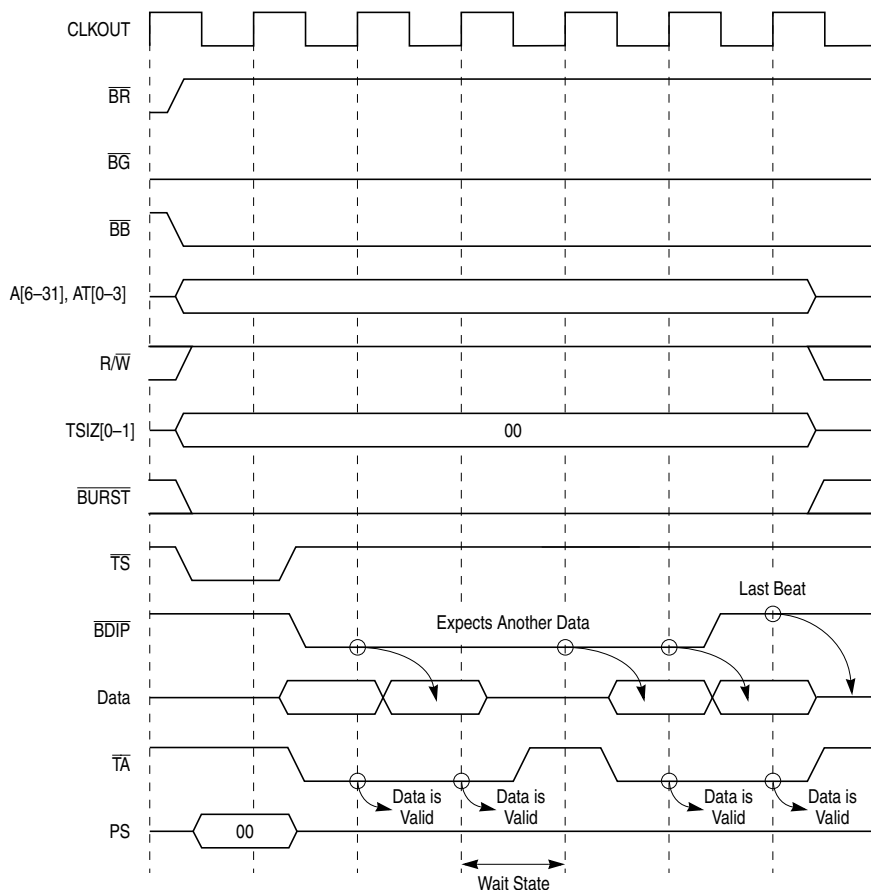 CLKOUT
BR
BG
BB
A[6–31], AT[0–3]
R/W
TSIZ[0–1]
00
BURST
TS
Last Beat
BDIP
Expects Another Data
Data
TA
Data is
Valid
Data is
Valid
Data is
Valid
Data is
Valid
PS
00
Wait State